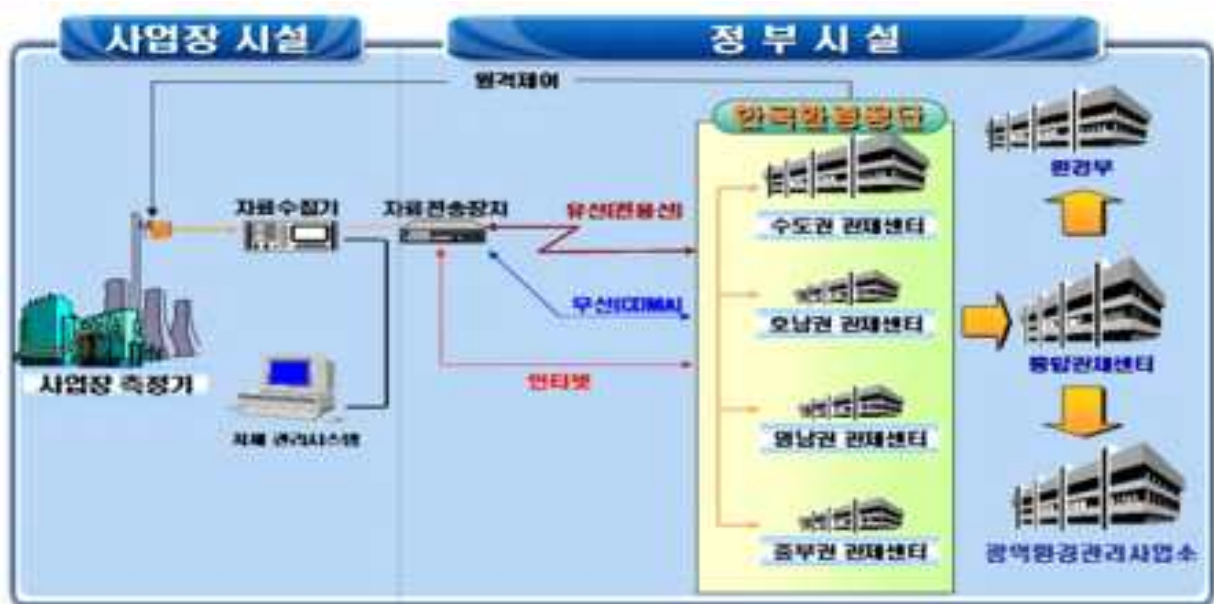 사업장 시설
정 부 시 설
원격제어
한국환경공단
환경부
자료수집기
자료전송장치
유선(전용선)
수도권 관제센터
무선(CDMA)
호남권 관제센터
통합관제센터
사업장 측정기
인터넷
자체 관리시스템
영남권 관제센터
중부권 관제센터
광역환경관리사업소